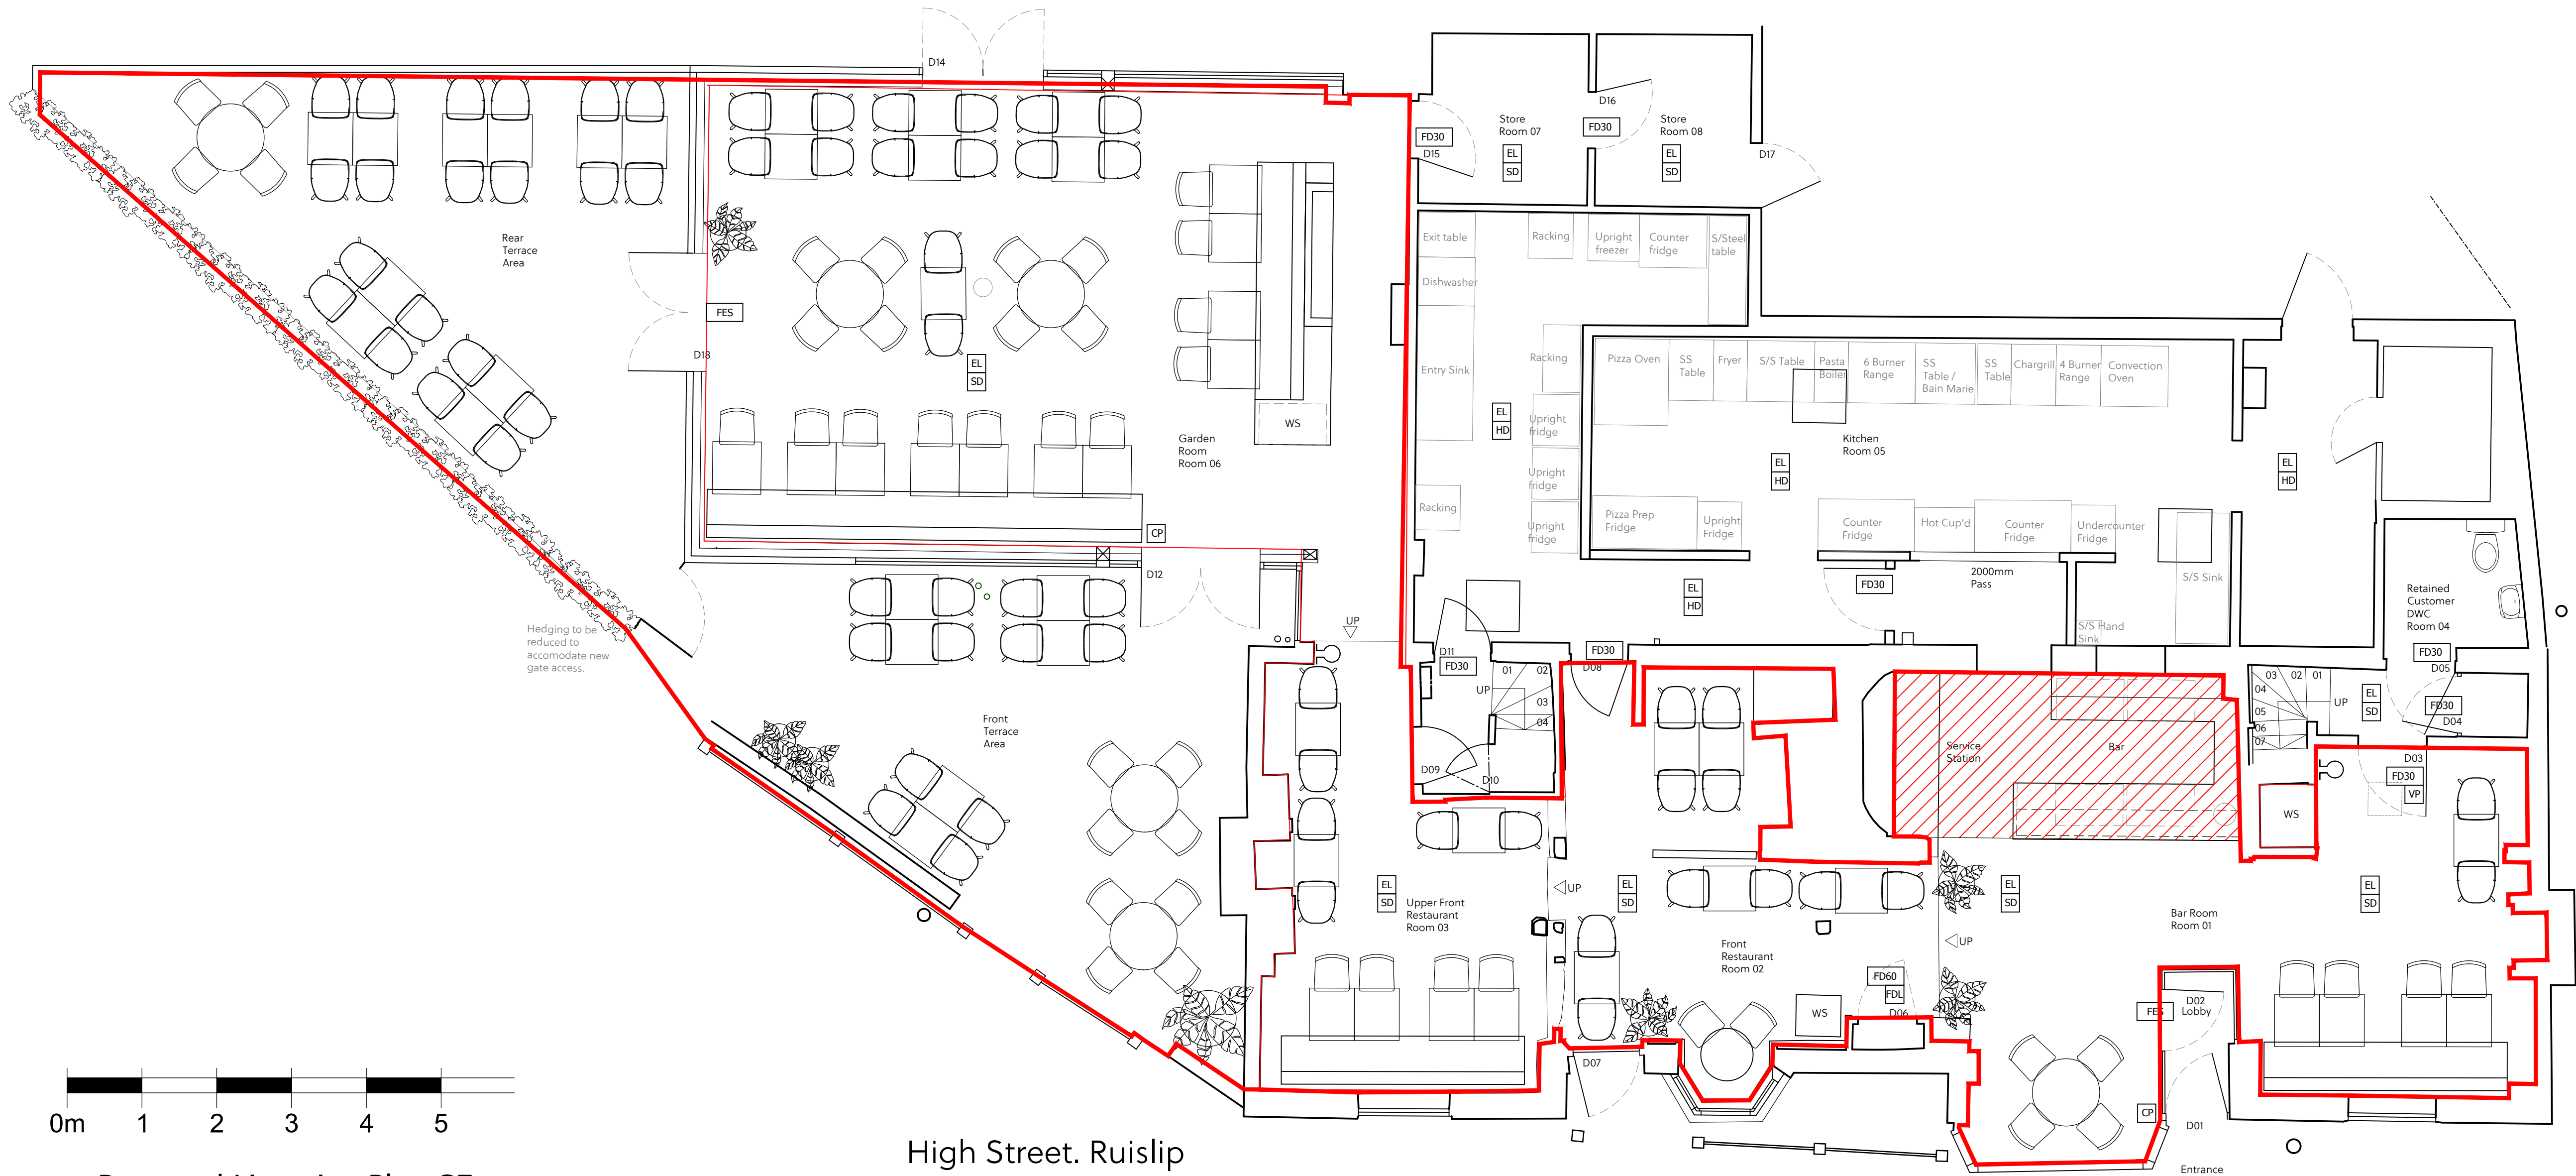 D14
D16
Store
Room 07
Store
Room 08
FD30
FD30
D15
D17
EL
SD
EL
SD
Rear
Terrace
Area
Exit table
Racking
Upright
freezer
Counter
fridge
S/Steel
table
Dishwasher
FES
D18
EL
SD
Entry Sink
Racking
Pizza Oven
SS
Table
Fryer
S/S Table
Pasta
Boiler
6 Burner
Range
SS
Table /
Bain Marie
SS
Table
Chargrill
4 Burner
Range
Convection
Oven
WS
Garden
Room
Room 06
EL
HD
Upright
fridge
Kitchen
Room 05
EL
HD
EL
HD
Upright
fridge
Racking
Upright
fridge
Pizza Prep
Fridge
Upright
Fridge
Counter
Fridge
Hot Cup'd
Counter
Fridge
Undercounter
Fridge
CP
D12
2000mm
Pass
FD30
EL
HD
S/S Sink
Retained
Customer
DWC
Room 04
Hedging to be
reduced to
accomodate new
gate access.
UP
S/S Hand
Sink
D11
FD30
FD30
D08
FD30
D05
01
02
03
04
UP
03
02
01
04
05
06
07
UP
EL
SD
FD30
D04
Front
Terrace
Area
Service
Station
Bar
D09
D10
D03
FD30
VP
WS
EL
SD
UP
EL
SD
EL
SD
EL
SD
Upper Front
Restaurant
Room 03
Bar Room
Room 01
Front
Restaurant
Room 02
UP
FD60
FDL
D06
WS
FES
D02
Lobby
D07
CP
D01
0m
1
2
3
4
5
High Street. Ruislip
Entrance